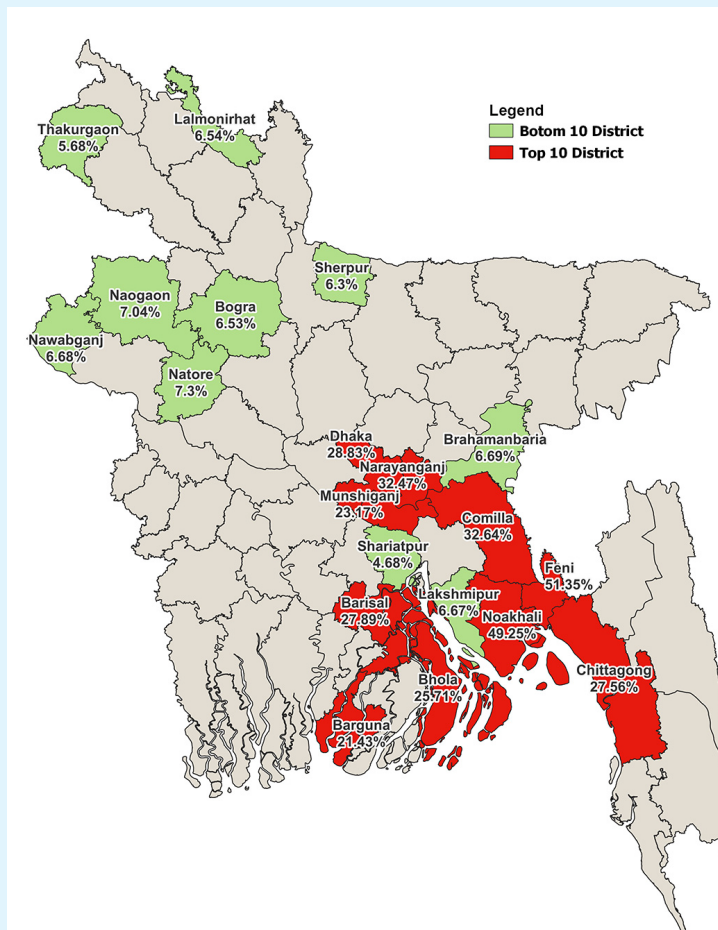 Legend
Botom 10 District
Top 10 District
Thakurgaon
5.68%
Lalmonirhat
6.54%
Sherpur
6.3%
Naogaon
7.04%
Bogra
6.53%
Nawabganj
6.68%
Natore
7.3%
Dhaka
28.83%
Brahamanbaria
6.69%
Narayanganj
32.47%
Munshiganj
23.17%
Comilla
32.64%
Shariatpur
4.68%
Feni
51.35%
Lakshmipur
6.67%
Barisal
27.89%
Noakhali
49.25%
Chittagong
27.56%
Bhola
25.71%
Barguna
21.43%